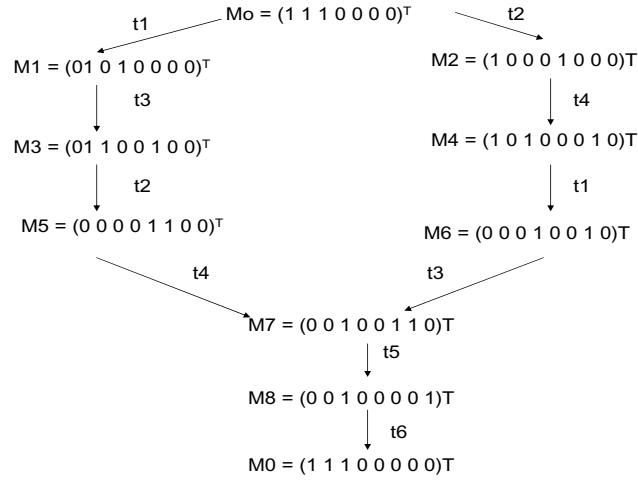 t1 Mo = (1 1 1 0 0 0 0)ᵀ t2
M1 = (01 0 1 0 0 0 0)ᵀ M2 = (1 0 0 0 1 0 0 0)T
t3 t4
M3 = (01 1 0 0 1 0 0)ᵀ M4 = (1 0 1 0 0 0 1 0)T
t2 t1
M5 = (0 0 0 0 1 1 0 0)ᵀ M6 = (0 0 0 1 0 0 1 0)T
t4 t3
M7 = (0 0 1 0 0 1 1 0)T
t5
M8 = (0 0 1 0 0 0 0 1)T
t6
M0 = (1 1 1 0 0 0 0 0)T